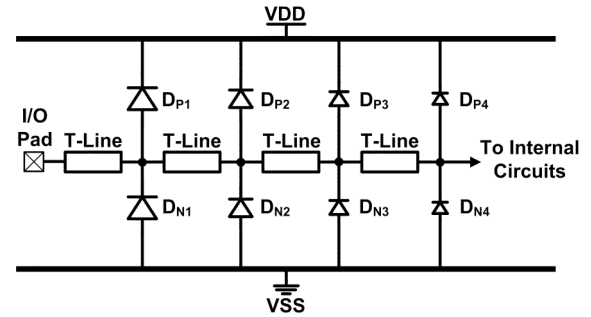 VDD
I/O
Pad
T-Line
T-Line
T-Line
T-Line
DP1
DP2
DP3
DP4
To Internal
Circuits
DN1
DN2
DN3
DN4
VSS